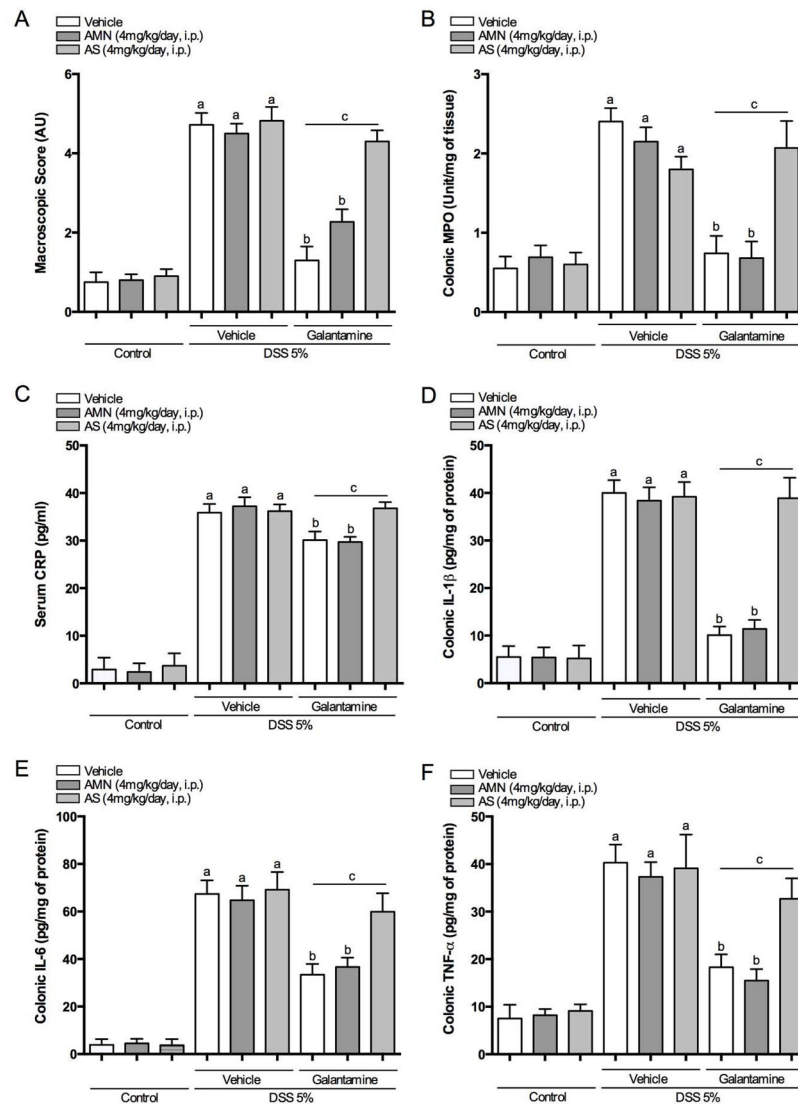 A
Vehicle
AMN (4mg/kg/day, i.p.)
AS (4mg/kg/day, i.p.)
Macroscopic Score (AU)
6
4
2
0
a a a
b b
c
Vehicle Galantamine
Control DSS 5%
B
Vehicle
AMN (4mg/kg/day, i.p.)
AS (4mg/kg/day, i.p.)
Colonic MPO (Unit/mg of tissue)
3
2
1
0
a a a
b b
c
Vehicle Galantamine
Control DSS 5%
C
Vehicle
AMN (4mg/kg/day, i.p.)
AS (4mg/kg/day, i.p.)
Serum CRP (pg/ml)
50
40
30
20
10
0
a a a
b b
c
Vehicle Galantamine
Control DSS 5%
D
Vehicle
AMN (4mg/kg/day, i.p.)
AS (4mg/kg/day, i.p.)
Colonic IL-1β (pg/mg of protein)
50
40
30
20
10
0
a a a
b b
c
Vehicle Galantamine
Control DSS 5%
E
Vehicle
AMN (4mg/kg/day, i.p.)
AS (4mg/kg/day, i.p.)
Colonic IL-6 (pg/mg of protein)
100
80
60
40
20
0
a a a
b b
c
Vehicle Galantamine
Control DSS 5%
F
Vehicle
AMN (4mg/kg/day, i.p.)
AS (4mg/kg/day, i.p.)
Colonic TNF-α (pg/mg of protein)
50
40
30
20
10
0
a a a
b b
c
Vehicle Galantamine
Control DSS 5%